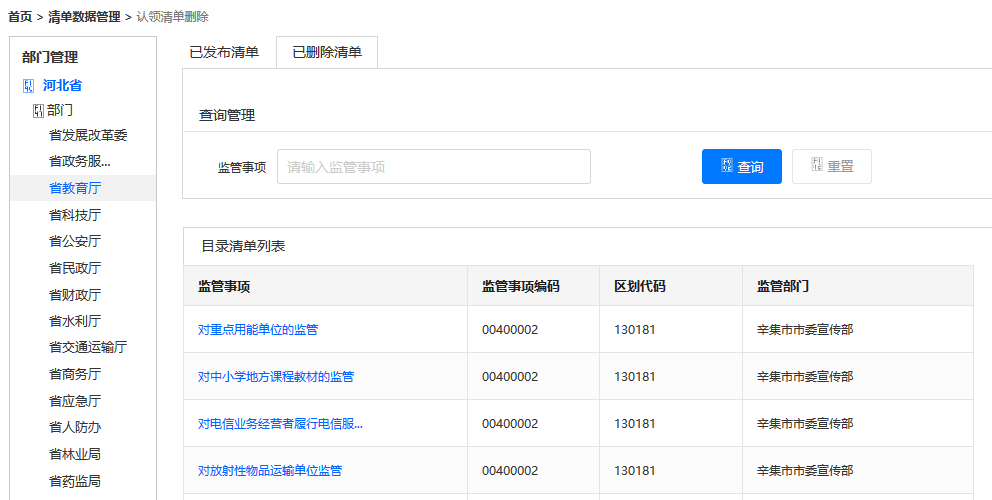 首页 > 清单数据管理 > 认领清单删除
部门管理
河北省
部门
省发展改革委
省政务服...
省教育厅
省科技厅
省公安厅
省民政厅
省财政厅
省水利厅
省交通运输厅
省商务厅
省应急厅
省人防办
省林业局
省药监局
已发布清单 已删除清单
查询管理
监管事项 请输入监管事项 查询 重置
目录清单列表
监管事项 监管事项编码 区划代码 监管部门
对重点用能单位的监管 00400002 130181 辛集市市委宣传部
对中小学地方课程教材的监管 00400002 130181 辛集市市委宣传部
对电信业务经营者履行电信服... 00400002 130181 辛集市市委宣传部
对放射性物品运输单位监管 00400002 130181 辛集市市委宣传部